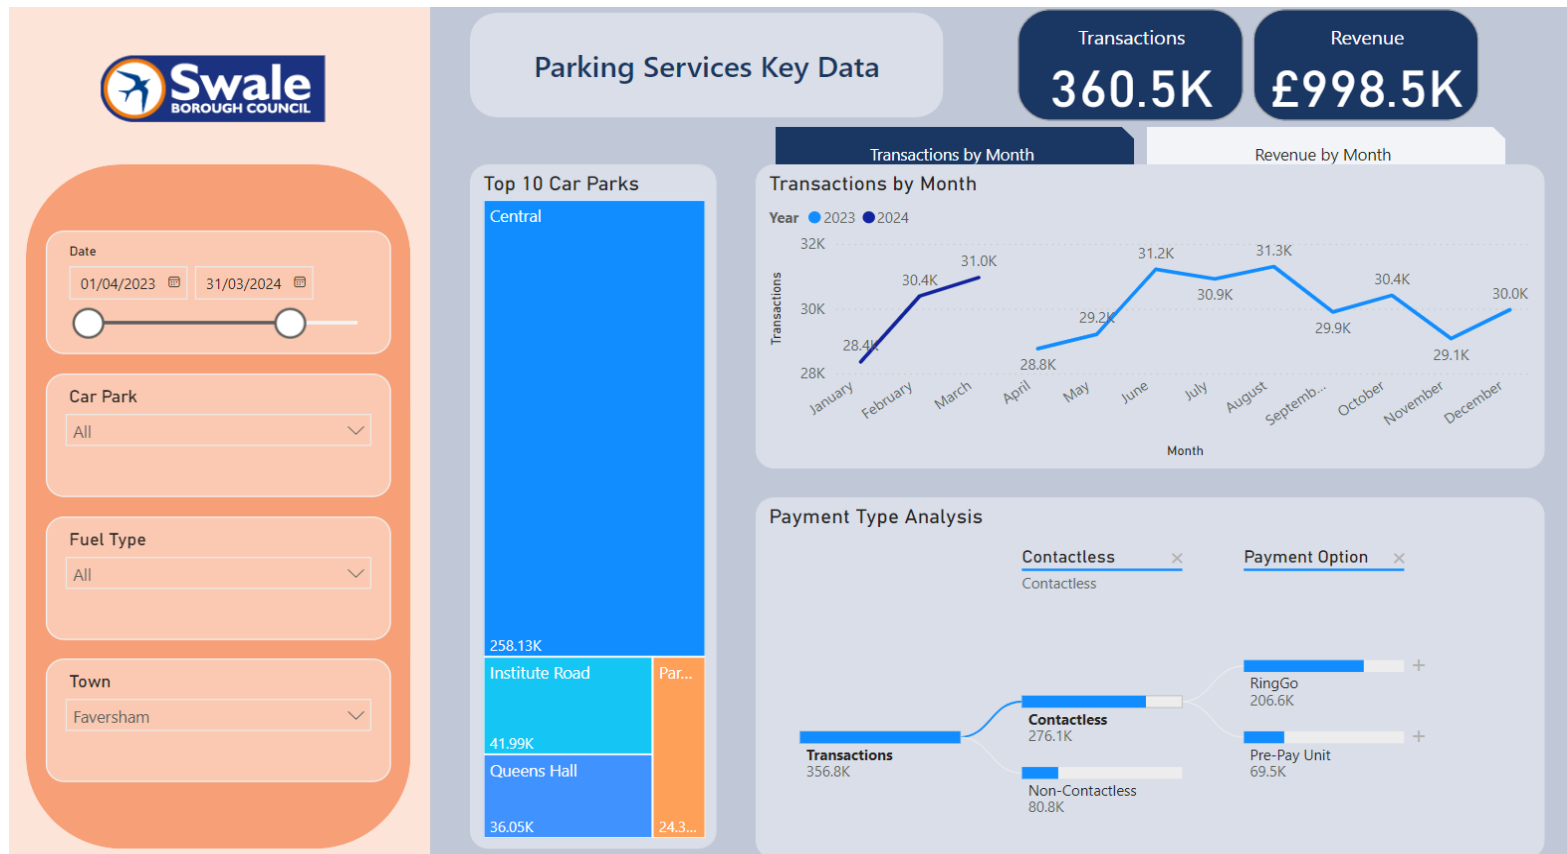 Swale
BOROUGH COUNCIL
Date
01/04/2023
31/03/2024
Car Park
All
Fuel Type
All
Town
Faversham
Parking Services Key Data
Transactions
360.5K
Revenue
£998.5K
Transactions by Month
Revenue by Month
Top 10 Car Parks
Central
258.13K
Institute Road
41.99K
Par...
24.3...
Queens Hall
36.05K
Transactions by Month
Year 2023 2024
Transactions
32K
30K
28K
28.4K
30.4K
31.0K
28.8K
29.2K
31.2K
30.9K
31.3K
29.9K
30.4K
29.1K
30.0K
January
February
March
April
May
June
July
August
Septemb...
October
November
December
Month
Payment Type Analysis
Contactless
Contactless
Payment Option
Transactions
356.8K
Contactless
276.1K
Non-Contactless
80.8K
RingGo
206.6K
Pre-Pay Unit
69.5K